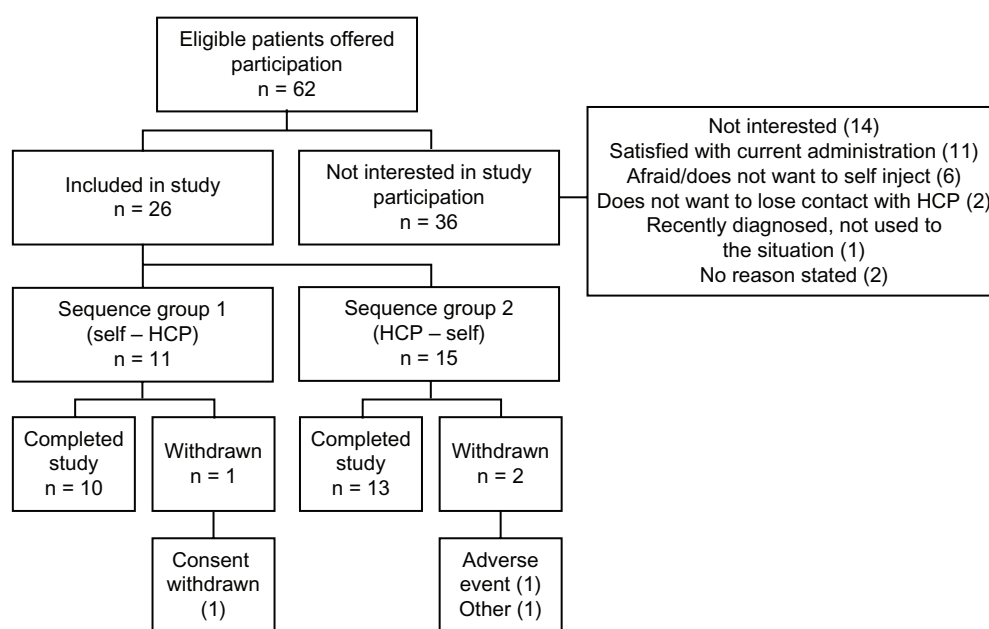 Eligible patients offered
participation
n = 62
Included in study
n = 26
Not interested in study
participation
n = 36
Not interested (14)
Satisfied with current administration (11)
Afraid/does not want to self inject (6)
Does not want to lose contact with HCP (2)
Recently diagnosed, not used to
the situation (1)
No reason stated (2)
Sequence group 1
(self – HCP)
n = 11
Sequence group 2
(HCP – self)
n = 15
Completed
study
n = 10
Withdrawn
n = 1
Completed
study
n = 13
Withdrawn
n = 2
Consent
withdrawn
(1)
Adverse
event (1)
Other (1)